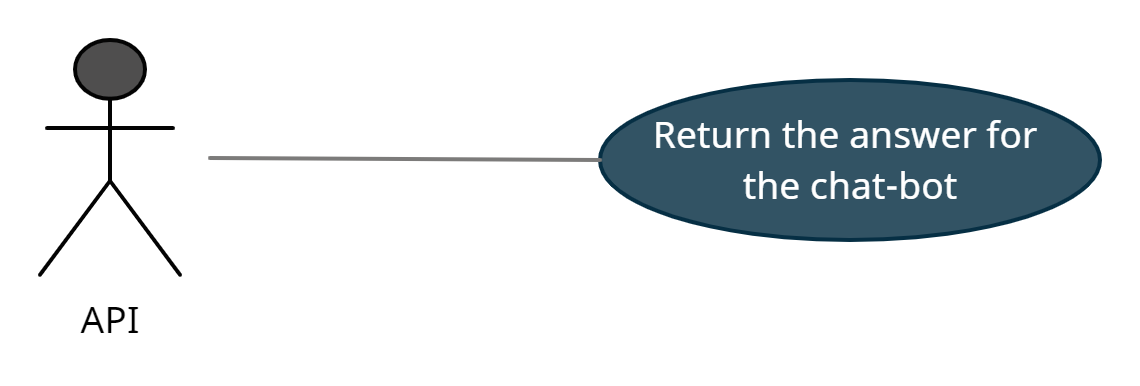 Return the answer for
the chat-bot
API